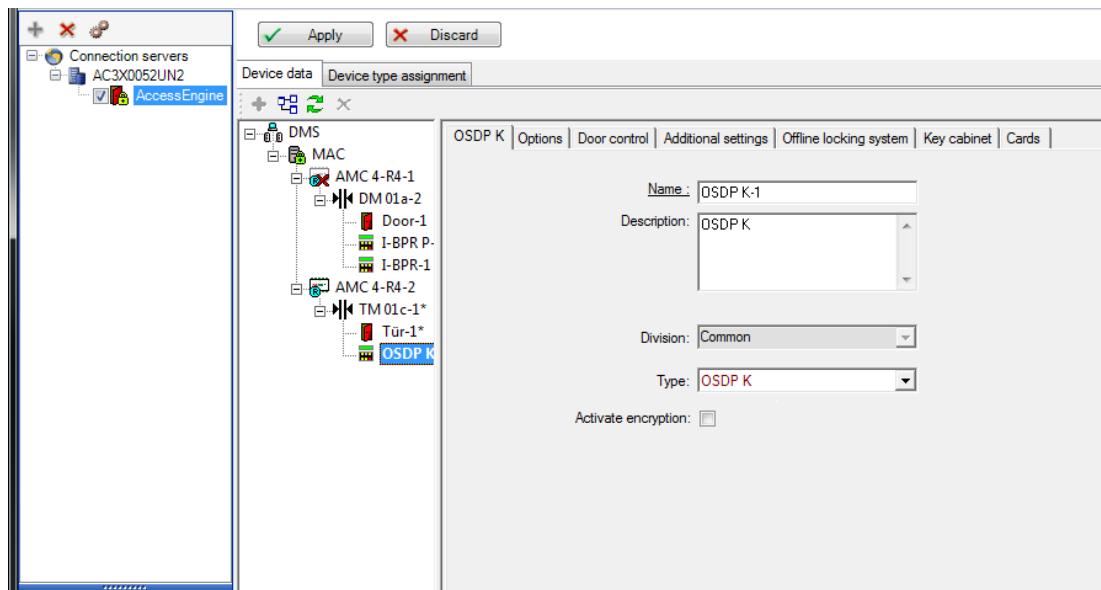 Apply Discard
Connection servers
AC3X0052UN2
AccessEngine
Device data Device type assignment
DMS
MAC
AMC 4-R4-1
DM 01a-2
Door-1
I-BPR P-
I-BPR-1
AMC 4-R4-2
TM 01c-1*
Tür-1*
OSDP K
OSDP K Options Door control Additional settings Offline locking system Key cabinet Cards
Name : OSDP K-1
Description: OSDP K
Division: Common
Type: OSDP K
Activate encryption: